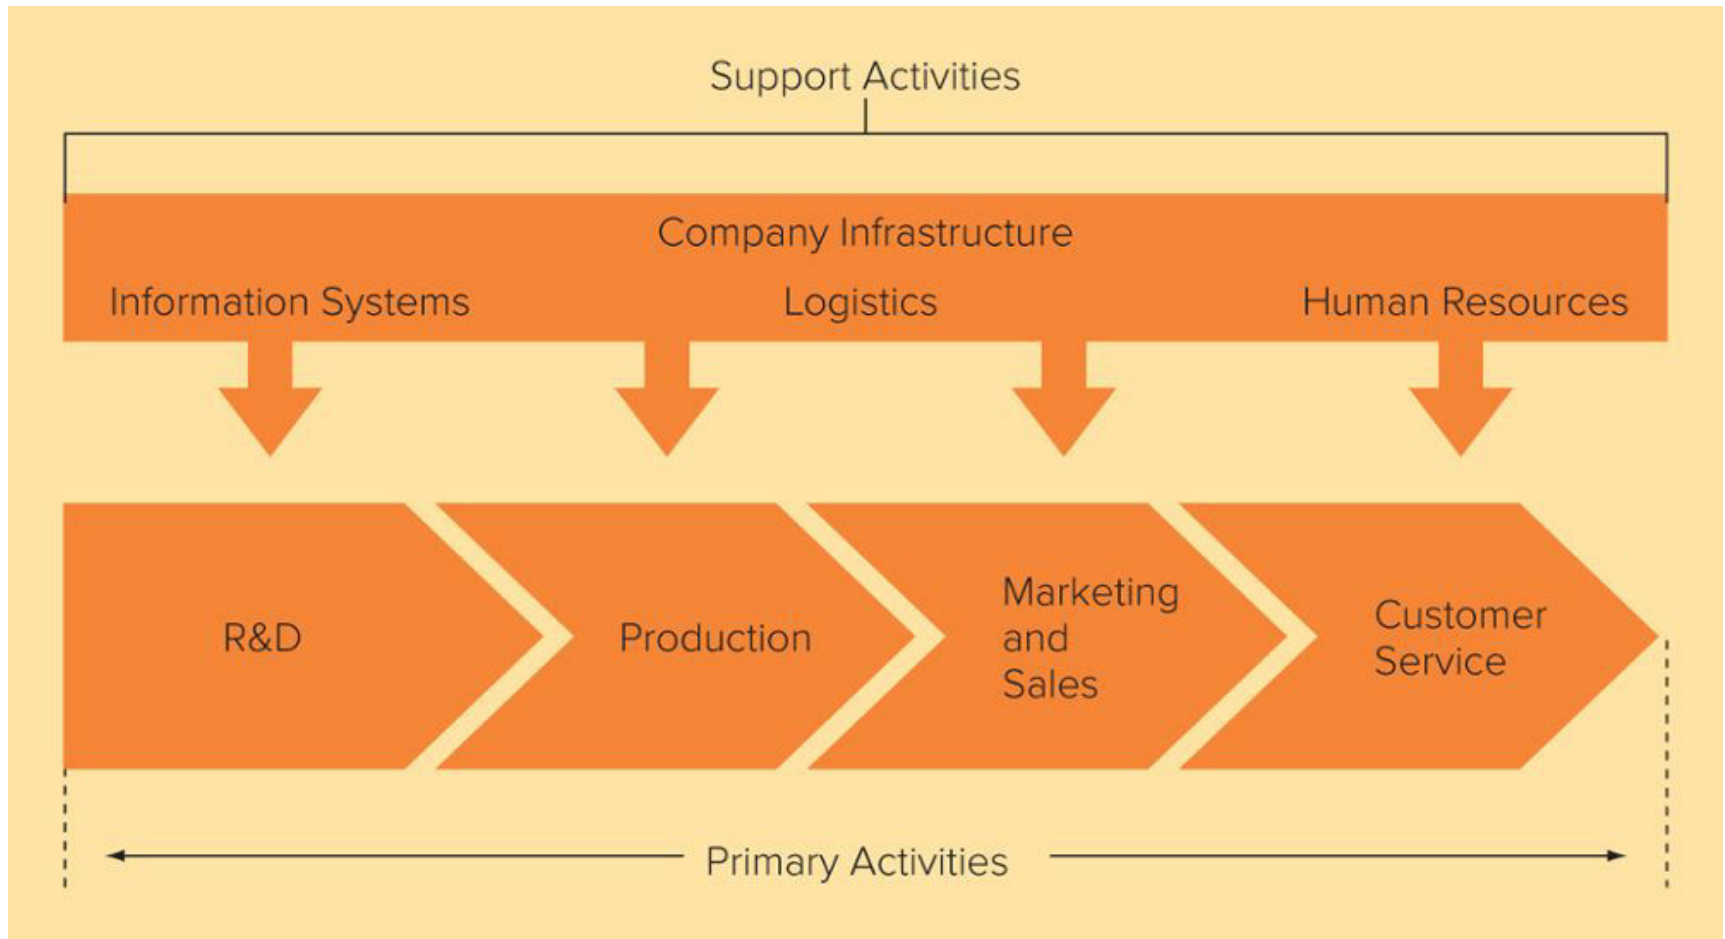 Support Activities
Company Infrastructure
Information Systems
Logistics
Human Resources
R&D
Production
Marketing
and
Sales
Customer
Service
Primary Activities